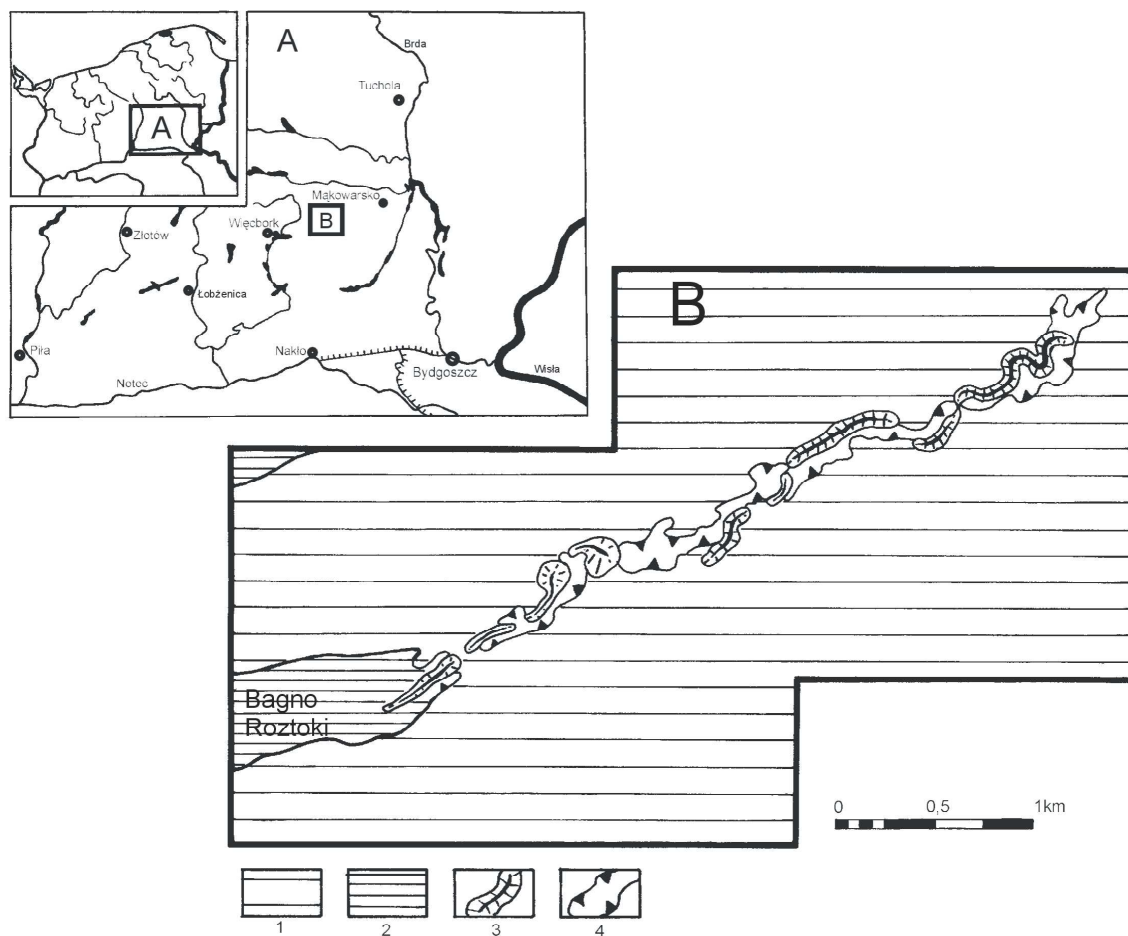 A
A
Brda
Tuchola
Mąkowarsko
B
Więcbork
Złotów
Łobżenica
Piła
Nakło
Noteć
Bydgoszcz
Wisła
B
Bagno
Roztoki
0 0,5 1km
1 2 3 4